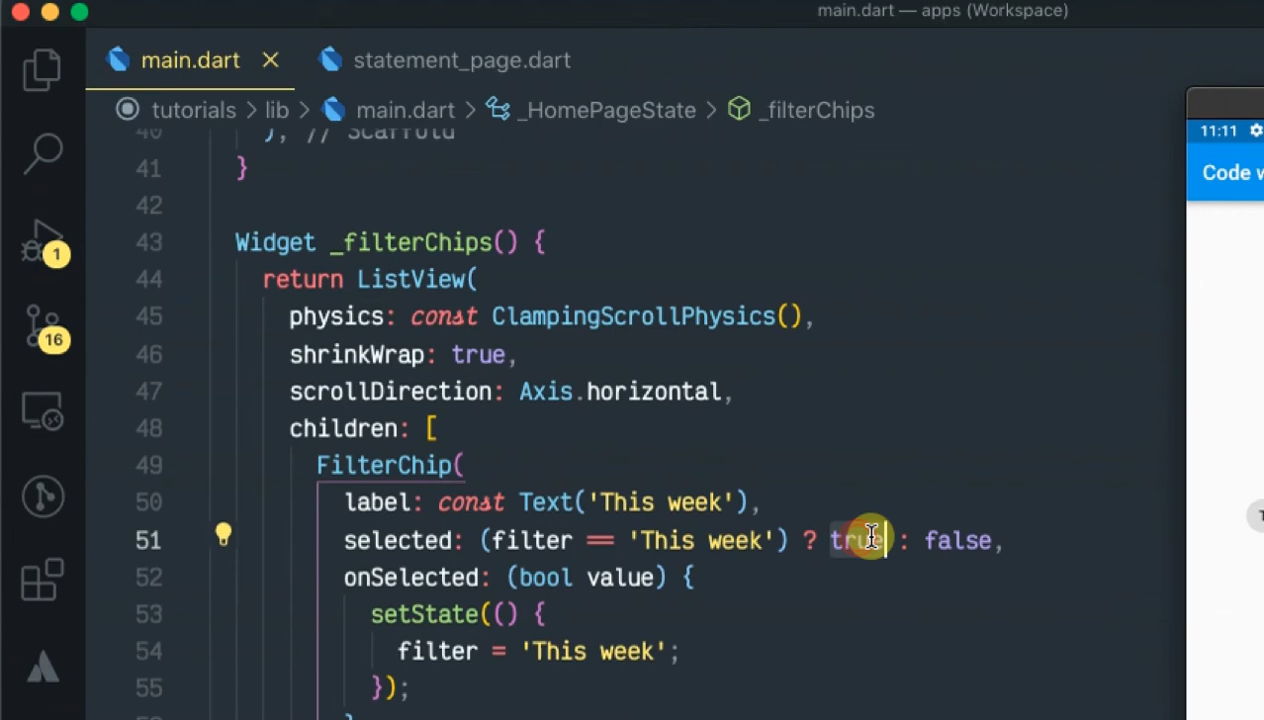 main.dart — apps (Workspace)
main.dart
statement_page.dart
tutorials > lib > main.dart > _HomePageState > _filterChips
11:11
Code
40 ), // Scaffold
41 }
42
43 Widget _filterChips() {
44 return ListView(
45 physics: const ClampingScrollPhysics(),
46 shrinkWrap: true,
47 scrollDirection: Axis.horizontal,
48 children: [
49 FilterChip(
50 label: const Text('This week'),
51 selected: (filter == 'This week') ? true : false,
52 onSelected: (bool value) {
53 setState(() {
54 filter = 'This week';
55 });
1
16